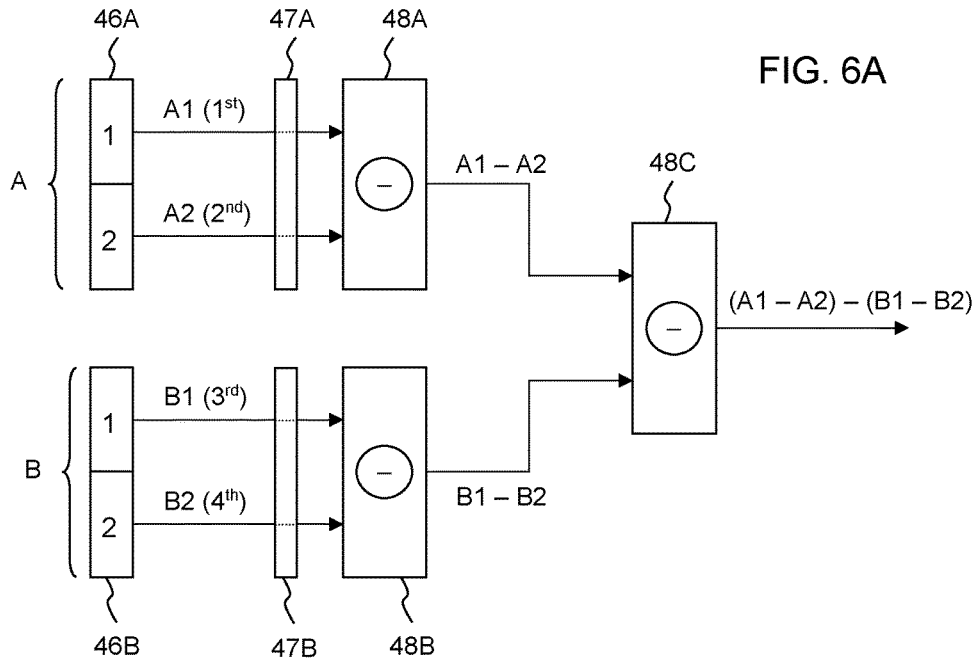 46A
47A
48A
FIG. 6A
A
1
2
A1 (1st)
A2 (2nd)
–
A1 – A2
48C
–
(A1 – A2) – (B1 – B2)
B
1
2
B1 (3rd)
B2 (4th)
–
B1 – B2
46B
47B
48B